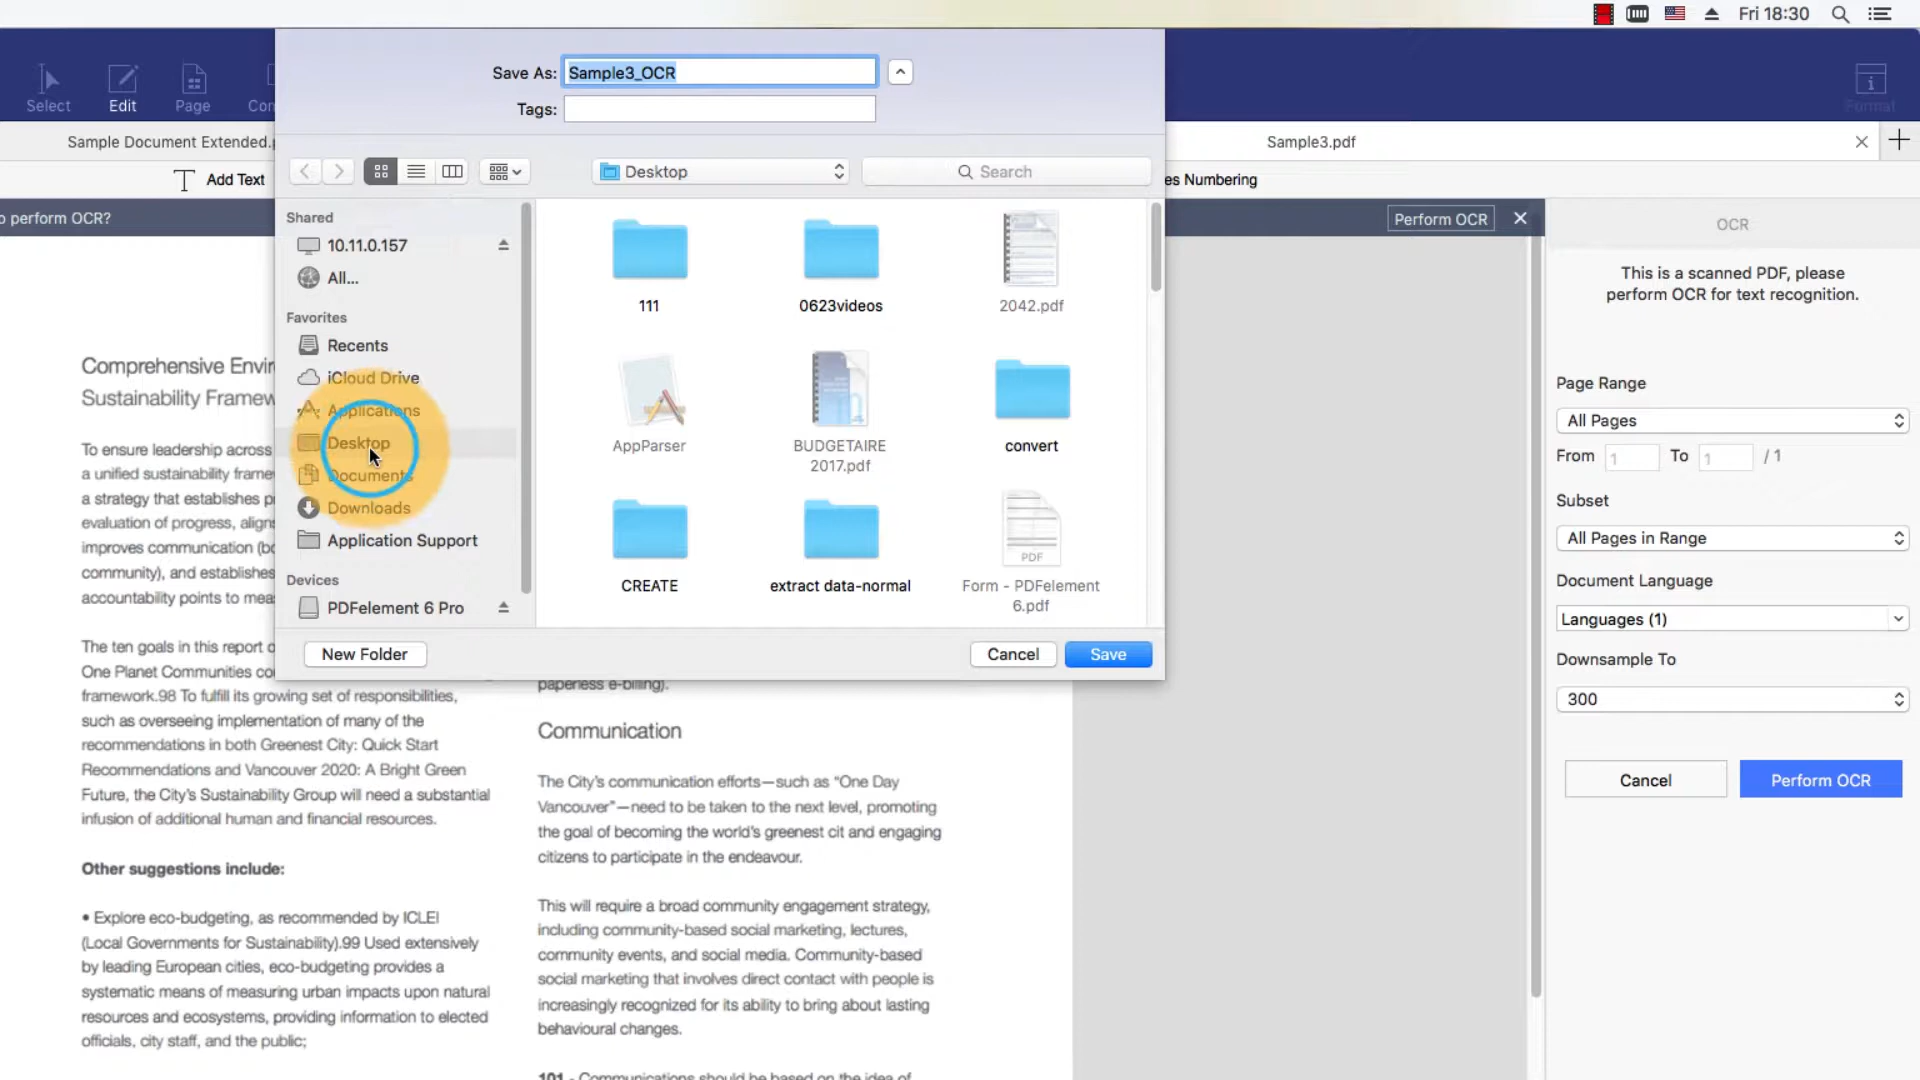 Fri 18:30
Select
Edit
Page
Con
Format
Save As:
Sample3_OCR
Tags:
Sample Document Extended.p
Sample3.pdf
Add Text
es Numbering
Desktop
Search
o perform OCR?
Perform OCR
Shared
10.11.0.157
All...
Favorites
Recents
iCloud Drive
Applications
Desktop
Documents
Downloads
Application Support
Devices
PDFelement 6 Pro
111
0623videos
2042.pdf
AppParser
BUDGETAIRE
2017.pdf
convert
CREATE
extract data-normal
PDF
Form - PDFelement
6.pdf
New Folder
Cancel
Save
OCR
This is a scanned PDF, please
perform OCR for text recognition.
Page Range
All Pages
From 1 To 1 / 1
Subset
All Pages in Range
Document Language
Languages (1)
Downsample To
300
Cancel
Perform OCR
Comprehensive Envir
Sustainability Framew
To ensure leadership across
a unified sustainability frame
a strategy that establishes p
evaluation of progress, align
improves communication (bo
community), and establishes
accountability points to mea
The ten goals in this report o
One Planet Communities co
framework.98 To fulfill its growing set of responsibilities,
such as overseeing implementation of many of the
recommendations in both Greenest City: Quick Start
Recommendations and Vancouver 2020: A Bright Green
Future, the City's Sustainability Group will need a substantial
infusion of additional human and financial resources.
Other suggestions include:
• Explore eco-budgeting, as recommended by ICLEI
(Local Governments for Sustainability).99 Used extensively
by leading European cities, eco-budgeting provides a
systematic means of measuring urban impacts upon natural
resources and ecosystems, providing information to elected
officials, city staff, and the public;
paperless e-billing).
Communication
The City's communication efforts—such as "One Day
Vancouver"—need to be taken to the next level, promoting
the goal of becoming the world's greenest cit and engaging
citizens to participate in the endeavour.
This will require a broad community engagement strategy,
including community-based social marketing, lectures,
community events, and social media. Community-based
social marketing that involves direct contact with people is
increasingly recognized for its ability to bring about lasting
behavioural changes.
101 - Communications should be based on the idea of